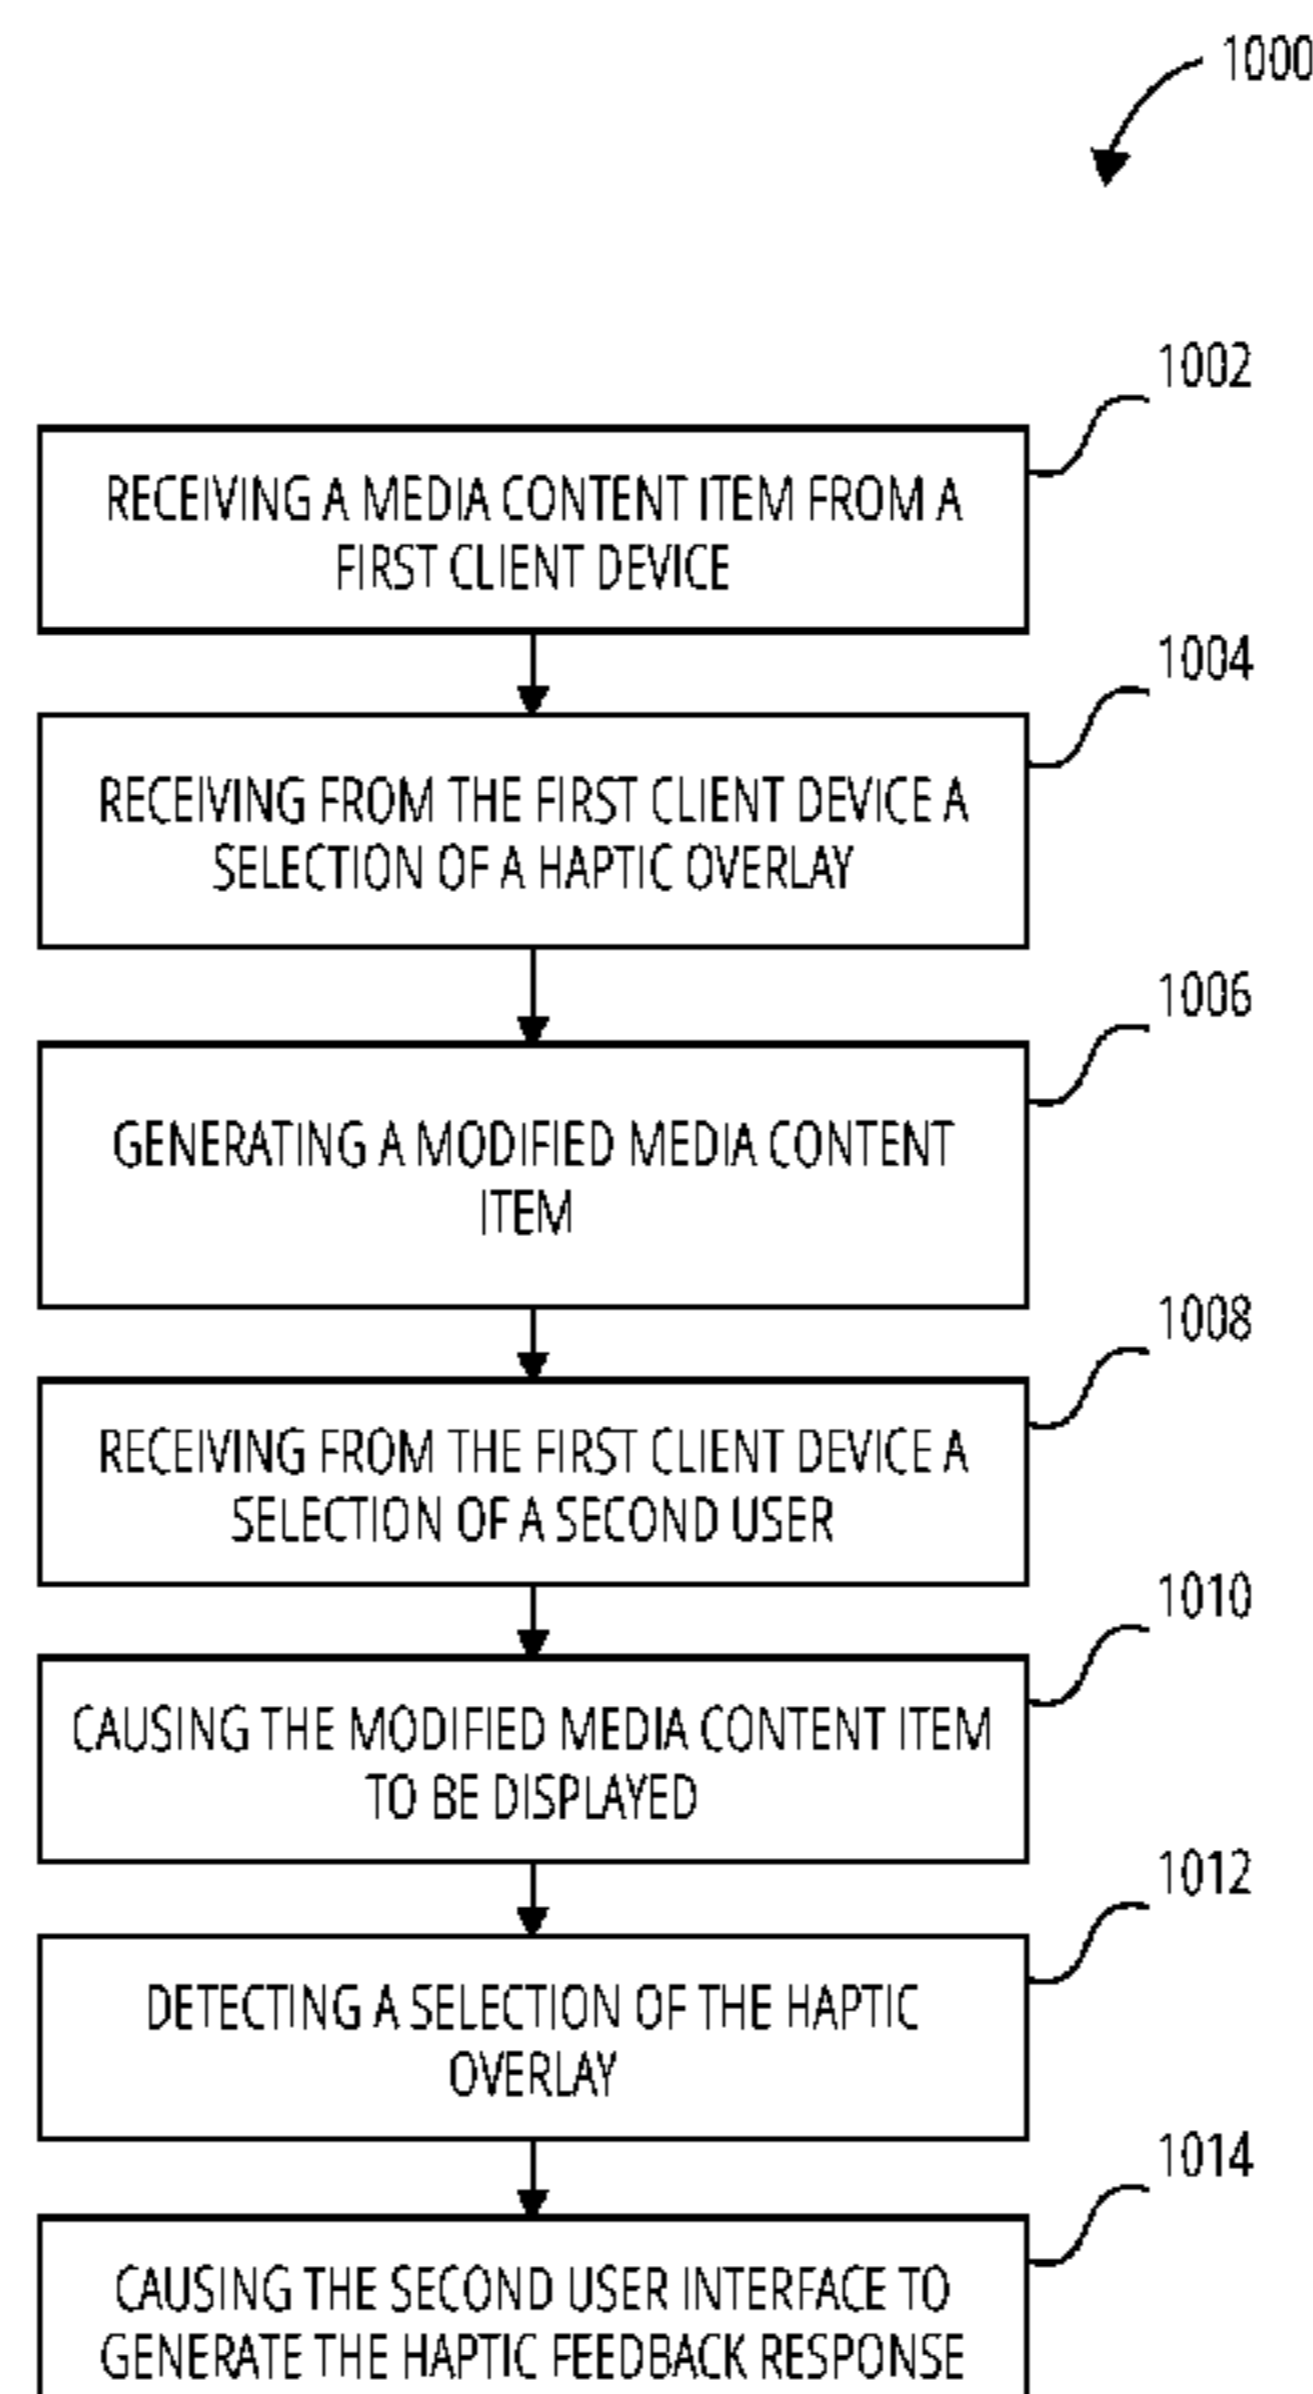 1000
1002
RECEIVING A MEDIA CONTENT ITEM FROM A
FIRST CLIENT DEVICE
1004
RECEIVING FROM THE FIRST CLIENT DEVICE A
SELECTION OF A HAPTIC OVERLAY
1006
GENERATING A MODIFIED MEDIA CONTENT
ITEM
1008
RECEIVING FROM THE FIRST CLIENT DEVICE A
SELECTION OF A SECOND USER
1010
CAUSING THE MODIFIED MEDIA CONTENT ITEM
TO BE DISPLAYED
1012
DETECTING A SELECTION OF THE HAPTIC
OVERLAY
1014
CAUSING THE SECOND USER INTERFACE TO
GENERATE THE HAPTIC FEEDBACK RESPONSE